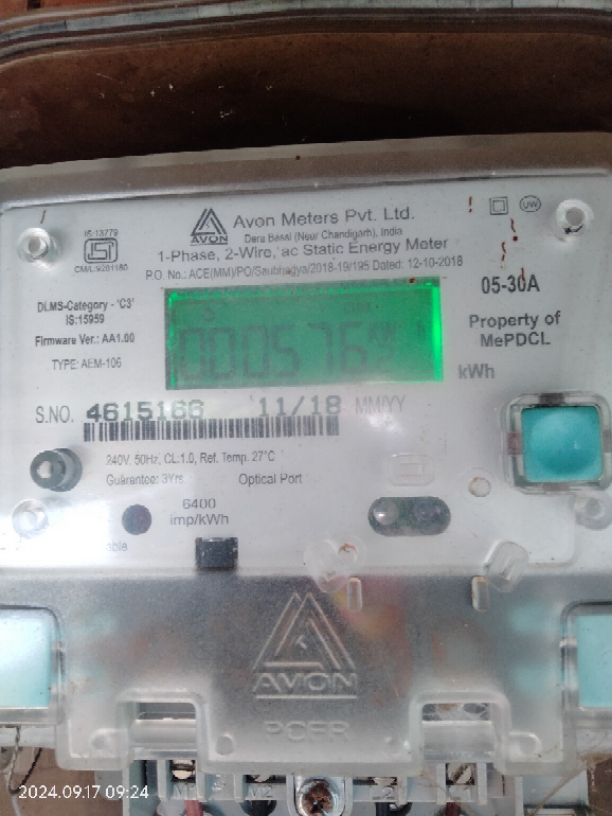 Avon Meters Pvt. Ltd.
AVON
Dera Bassi (Near Chandigarh), India
1-Phase, 2-Wire, ac Static Energy Meter
P.O. No.: ACE(MM)/PO/Saubhagya/2018-19/195 Dated: 12-10-2018
IS:13779
CM/L:9201180
UW
05-30A
DLMS-Category - 'C3'
IS:15959
Firmware Ver.: AA1.00
TYPE: AEM-106
000576
kWh
Property of
MePDCL
S.NO. 4615166 11/18 MM/YY
240V, 50Hz, CL:1.0, Ref. Temp. 27°C
Guarantee: 3Yrs. Optical Port
6400
imp/kWh
AVON
2024.09.17 09:24